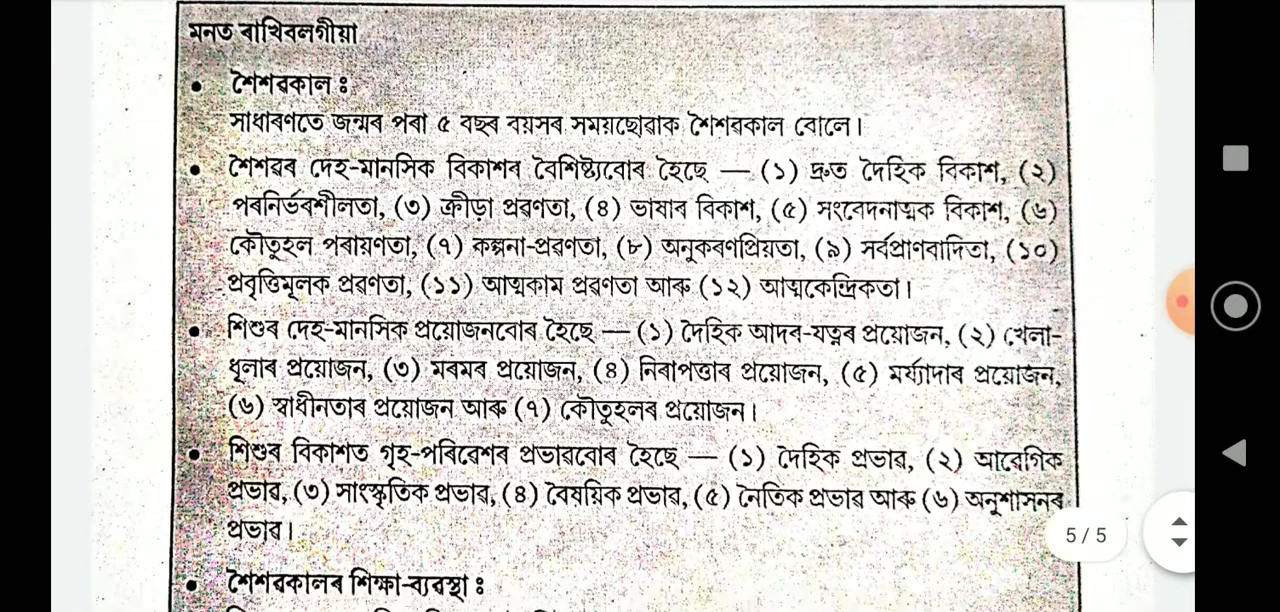 মনত ৰাখিবলগীয়া
• শৈশৱকাল ঃ
সাধাৰণতে জন্মৰ পৰা ৫ বছৰ বয়সৰ সময়ছোৱাক শৈশৱকাল বোলে।
• শৈশৱৰ দেহ-মানসিক বিকাশৰ বৈশিষ্ট্যবোৰ হৈছে — (১) দ্ৰুত দৈহিক বিকাশ, (২)
পৰনিৰ্ভৰশীলতা, (৩) ক্ৰীড়া প্ৰৱণতা, (৪) ভাষাৰ বিকাশ, (৫) সংবেদনাত্মক বিকাশ, (৬)
কৌতুহল পৰায়ণতা, (৭) কল্পনা-প্ৰৱণতা, (৮) অনুকৰণপ্ৰিয়তা, (৯) সৰ্বপ্ৰাণবাদিতা, (১০)
প্ৰবৃত্তিমূলক প্ৰৱণতা, (১১) আত্মকাম প্ৰৱণতা আৰু (১২) আত্মকেন্দ্ৰিকতা।
• শিশুৰ দেহ-মানসিক প্ৰয়োজনবোৰ হৈছে — (১) দৈহিক আদৰ-যত্নৰ প্ৰয়োজন, (২) খেলা-
ধূলাৰ প্ৰয়োজন, (৩) মৰমৰ প্ৰয়োজন, (৪) নিৰাপত্তাৰ প্ৰয়োজন, (৫) মৰ্য্যাদাৰ প্ৰয়োজন,
(৬) স্বাধীনতাৰ প্ৰয়োজন আৰু (৭) কৌতুহলৰ প্ৰয়োজন।
• শিশুৰ বিকাশত গৃহ-পৰিৱেশৰ প্ৰভাৱবোৰ হৈছে — (১) দৈহিক প্ৰভাৱ, (২) আৱেগিক
প্ৰভাৱ, (৩) সাংস্কৃতিক প্ৰভাৱ, (৪) বৈষয়িক প্ৰভাৱ, (৫) নৈতিক প্ৰভাৱ আৰু (৬) অনুশাসনৰ
প্ৰভাৱ।
5 / 5
• শৈশৱকালৰ শিক্ষা-ব্যৱস্থা ঃ